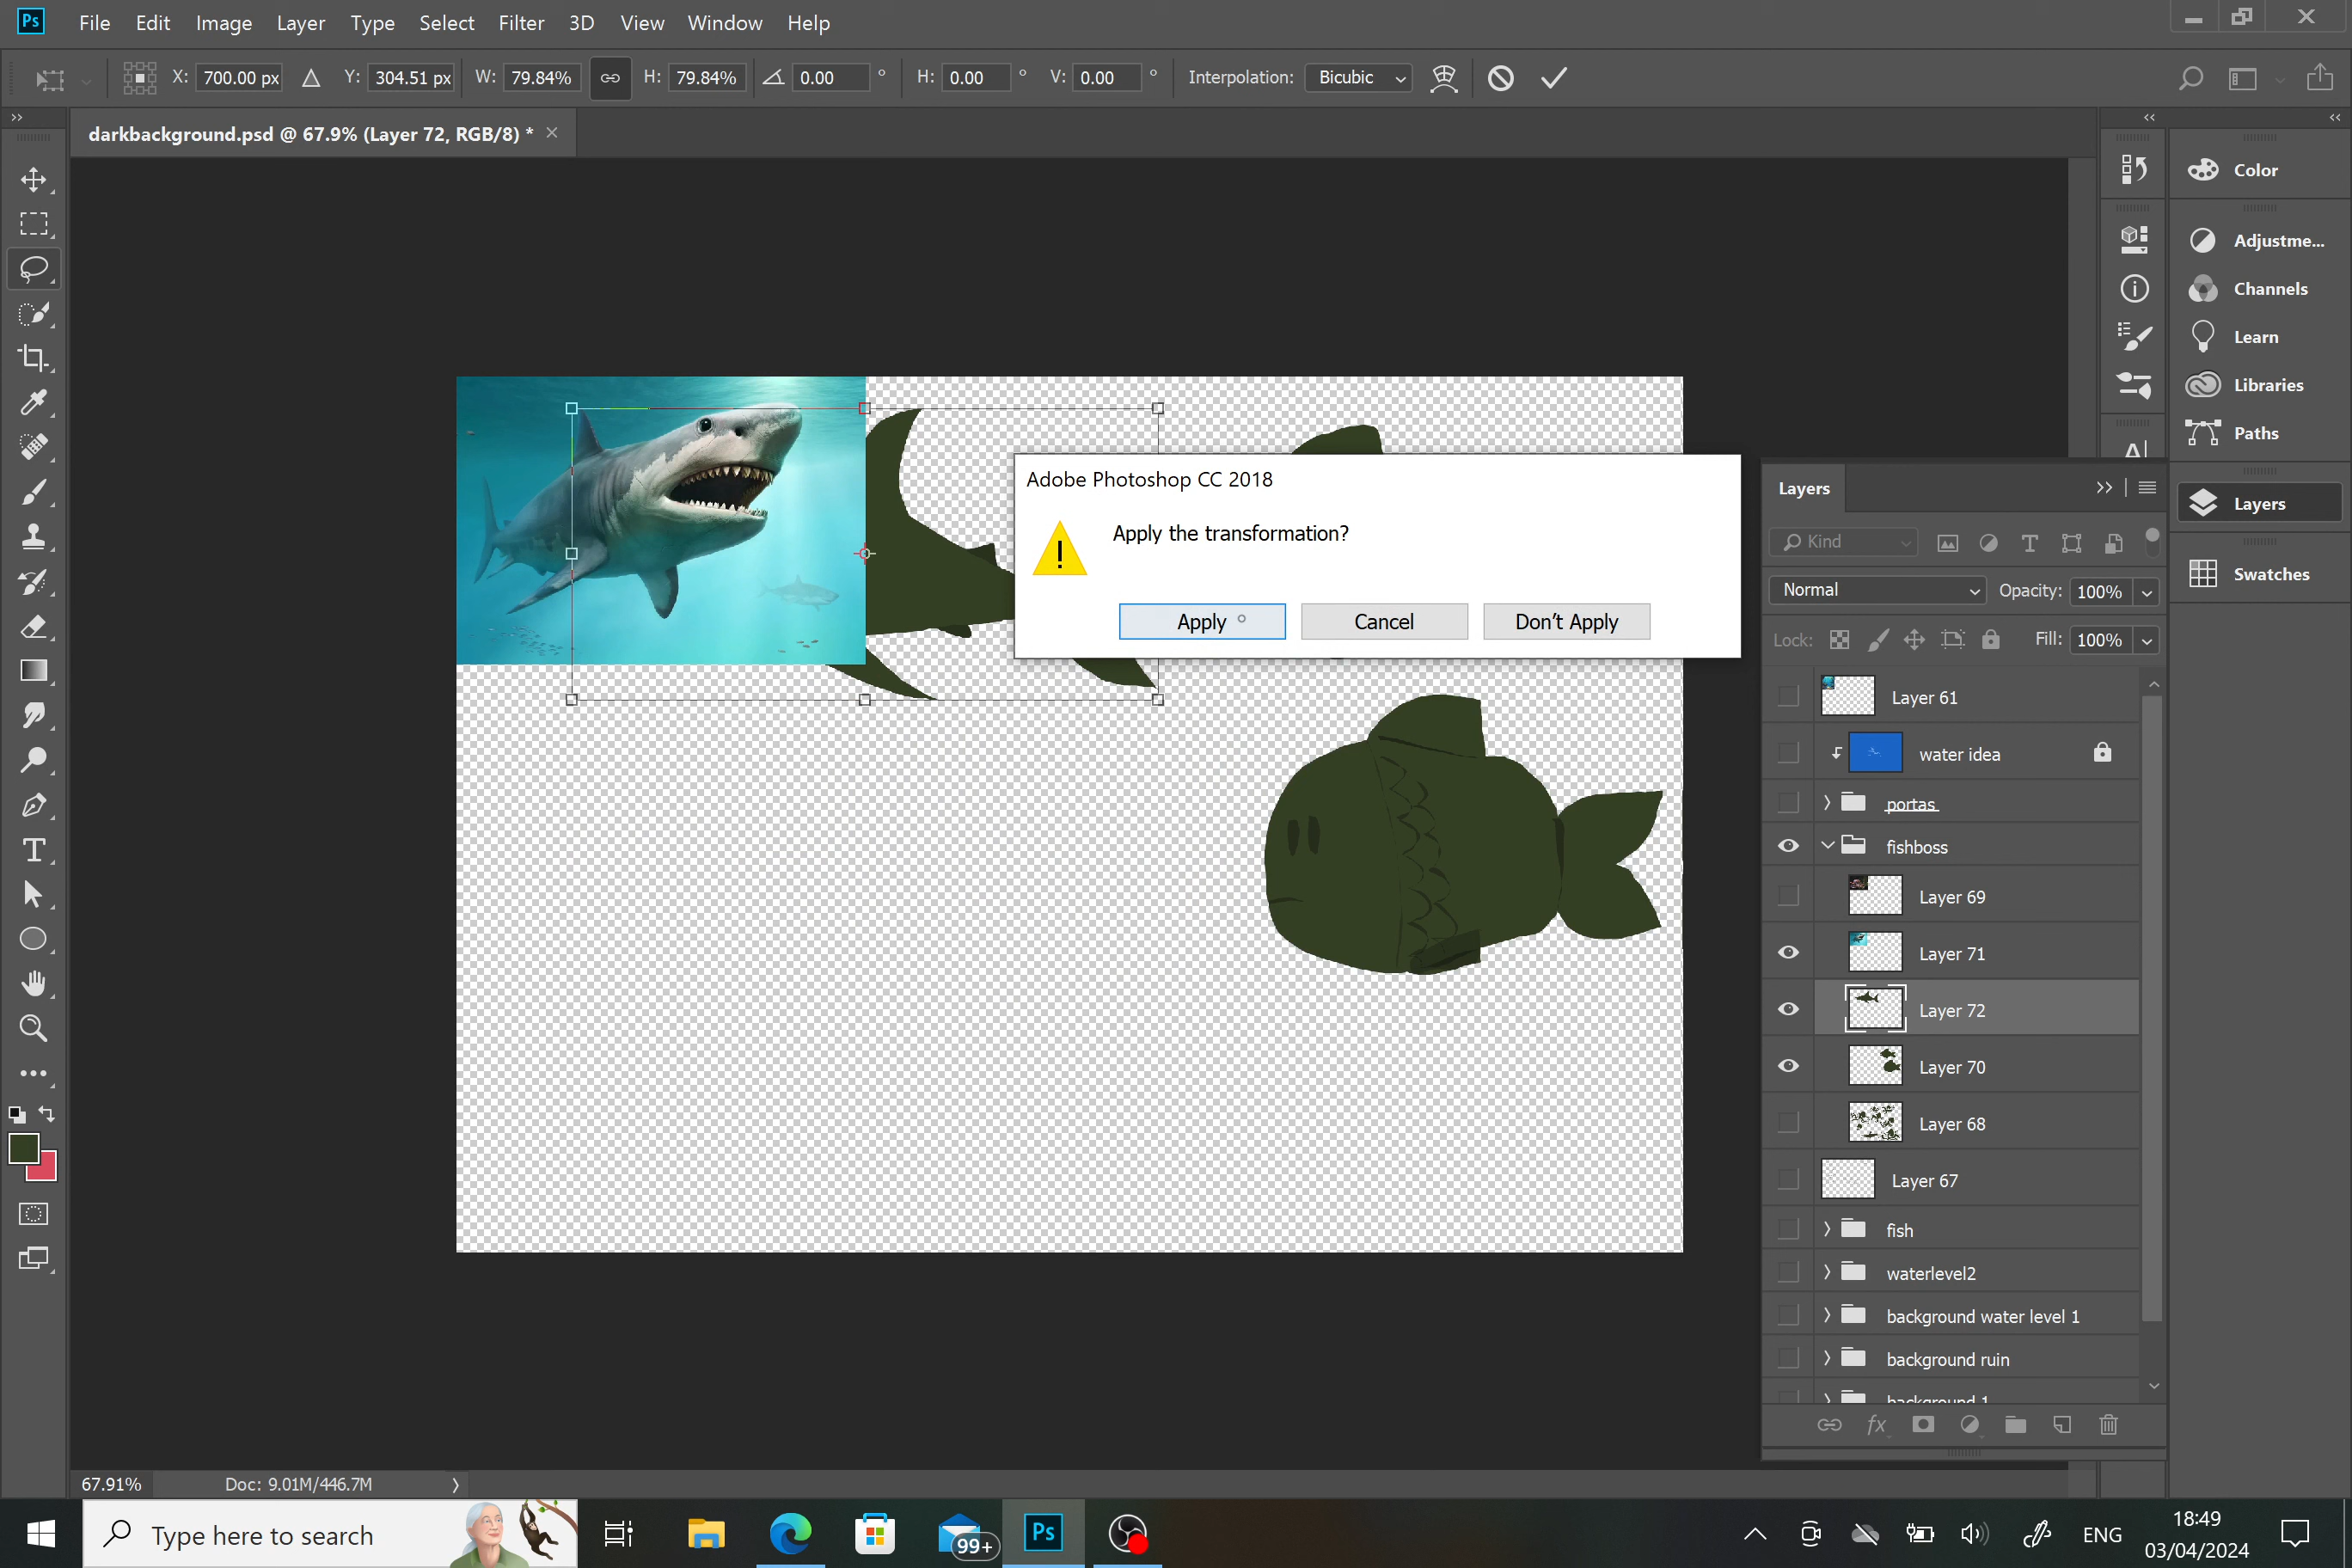 Ps File Edit Image Layer Type Select Filter 3D View Window Help
X: 700.00 px Y: 304.51 px W: 79.84% H: 79.84% 0.00 ° H: 0.00 ° V: 0.00 ° Interpolation: Bicubic
darkbackground.psd @ 67.9% (Layer 72, RGB/8) * ×
Color
Adjustme...
Channels
Learn
Libraries
Paths
Layers
Swatches
Adobe Photoshop CC 2018
Apply the transformation?
Apply Cancel Don't Apply
Layers
Kind
Normal Opacity: 100%
Lock: Fill: 100%
Layer 61
water idea
portas
fishboss
Layer 69
Layer 71
Layer 72
Layer 70
Layer 68
Layer 67
fish
waterlevel2
background water level 1
background ruin
background 1
fx
67.91% Doc: 9.01M/446.7M
Type here to search
99+
Ps
ENG
18:49
03/04/2024